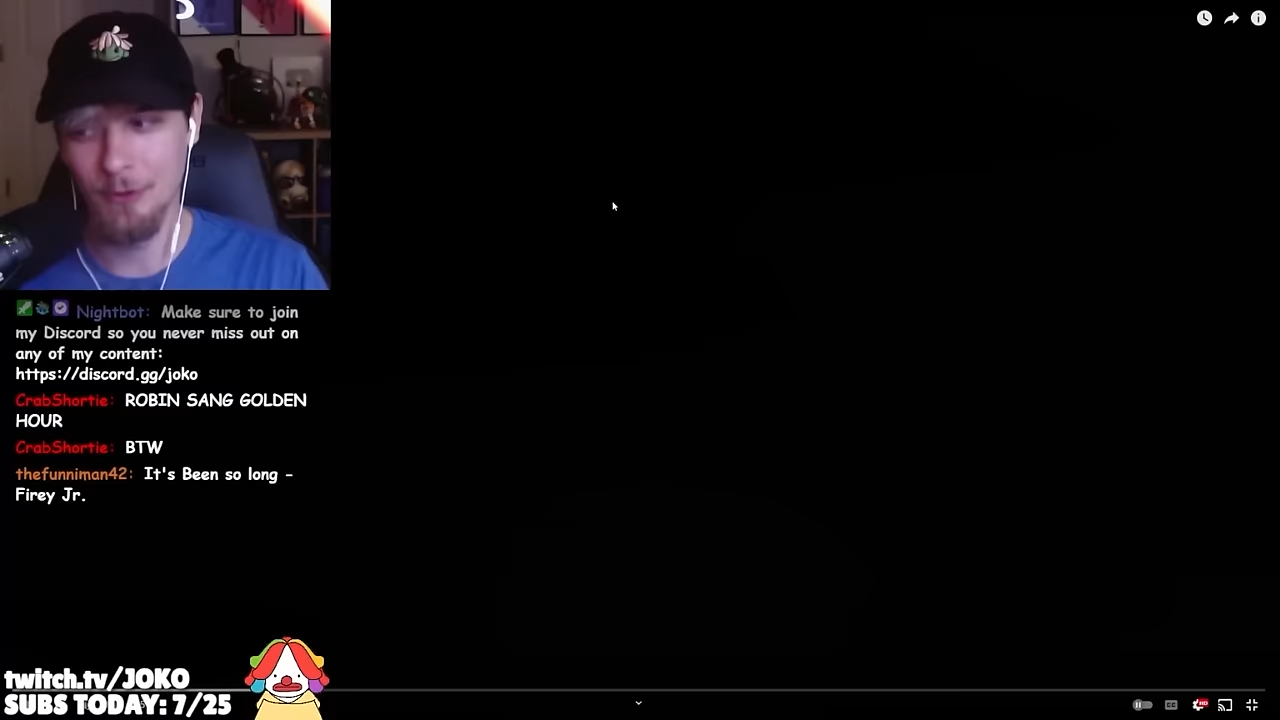 S
Nightbot: Make sure to join
my Discord so you never miss out on
any of my content:
https://discord.gg/joko
CrabShortie: ROBIN SANG GOLDEN
HOUR
CrabShortie: BTW
thefunniman42: It's Been so long -
Firey Jr.
twitch.tv/JOKO
SUBS TODAY: 7/25
CC
HD